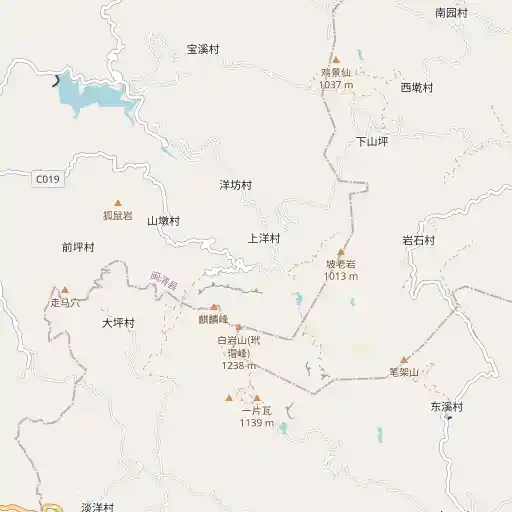 南园村
宝溪村
鸡景仙
1037 m
西墘村
下山坪
C019
洋坊村
狐鼠岩
山墩村
上洋村
岩石村
前坪村
坡老岩
1013 m
闽清县
走马穴
大坪村
麒麟峰
白岩山(玳
瑁峰)
1238 m
笔架山
一片瓦
1139 m
东溪村
淡洋村